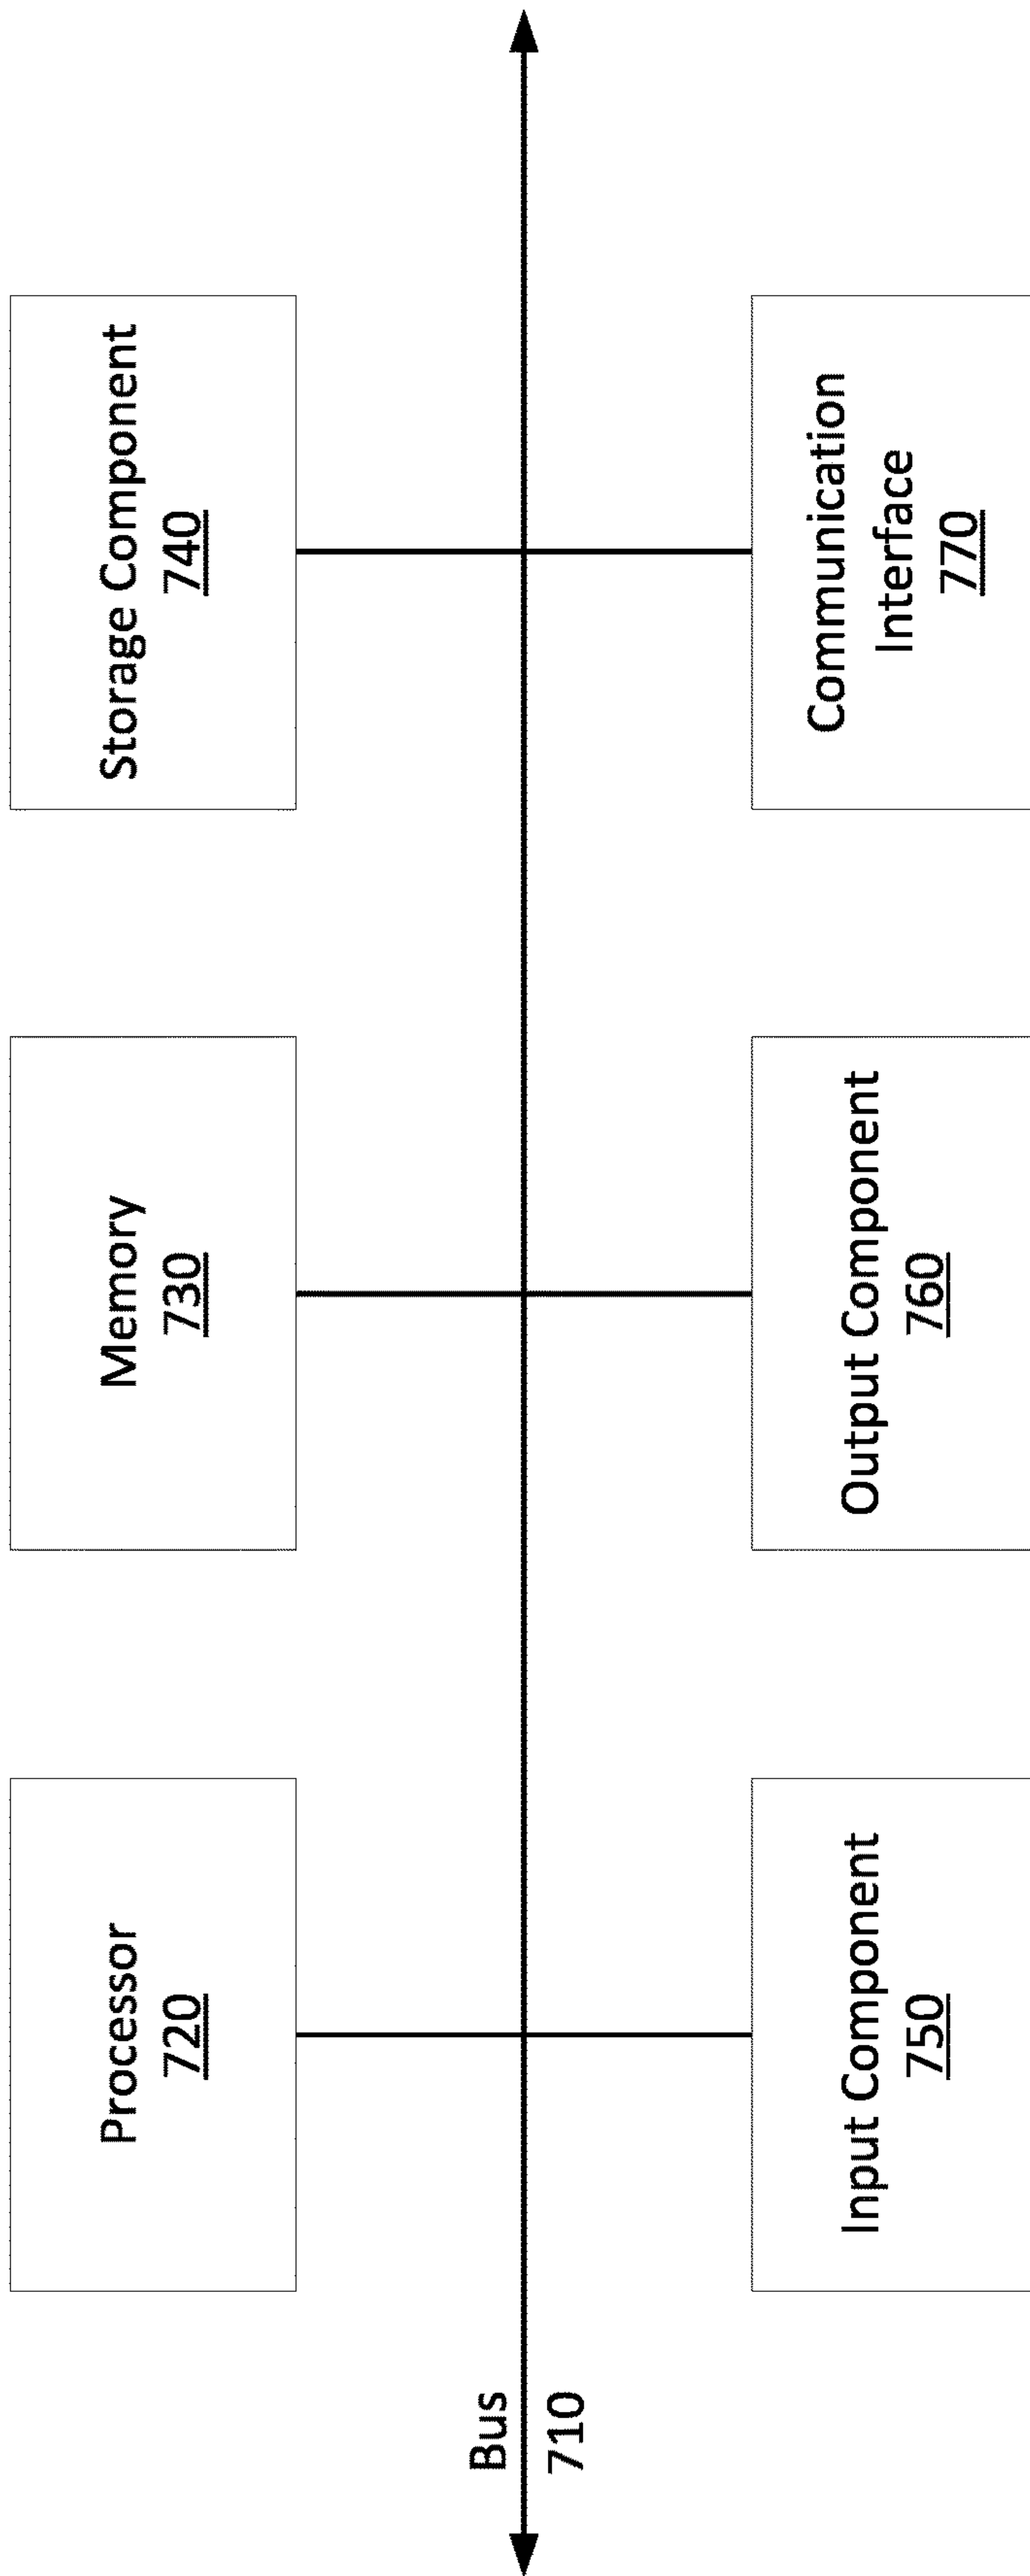 Processor
720
Memory
730
Storage Component
740
Bus
710
Input Component
750
Output Component
760
Communication
Interface
770